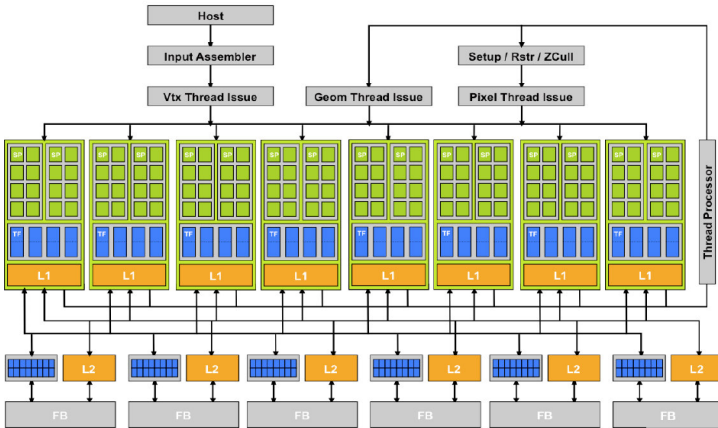 Host
Input Assembler
Setup / Rstr / ZCull
Vtx Thread Issue
Geom Thread Issue
Pixel Thread Issue
SP SP SP SP SP SP SP SP SP SP SP SP SP SP SP SP
TF TF TF TF TF TF TF TF
L1 L1 L1 L1 L1 L1 L1 L1
Thread Processor
L2 L2 L2 L2 L2 L2
FB FB FB FB FB FB